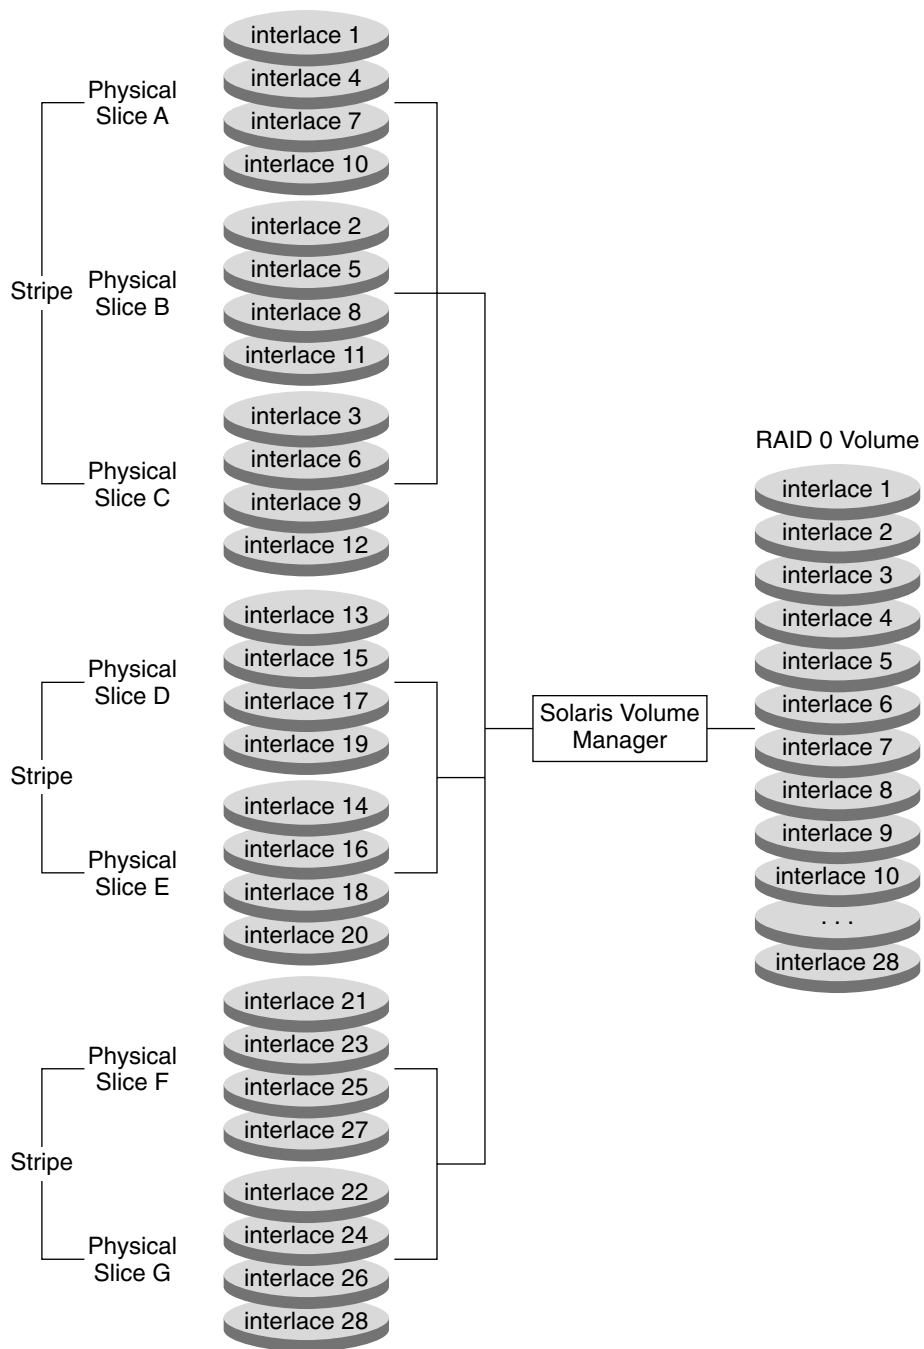 interlace 1
Physical
Slice A
interlace 4
interlace 7
interlace 10
interlace 2
Stripe
Physical
Slice B
interlace 5
interlace 8
interlace 11
interlace 3
Physical
Slice C
interlace 6
interlace 9
interlace 12
interlace 13
Physical
Slice D
interlace 15
interlace 17
interlace 19
Stripe
interlace 14
Physical
Slice E
interlace 16
interlace 18
interlace 20
interlace 21
Physical
Slice F
interlace 23
interlace 25
interlace 27
Stripe
interlace 22
Physical
Slice G
interlace 24
interlace 26
interlace 28
Solaris Volume
Manager
RAID 0 Volume
interlace 1
interlace 2
interlace 3
interlace 4
interlace 5
interlace 6
interlace 7
interlace 8
interlace 9
interlace 10
. . .
interlace 28